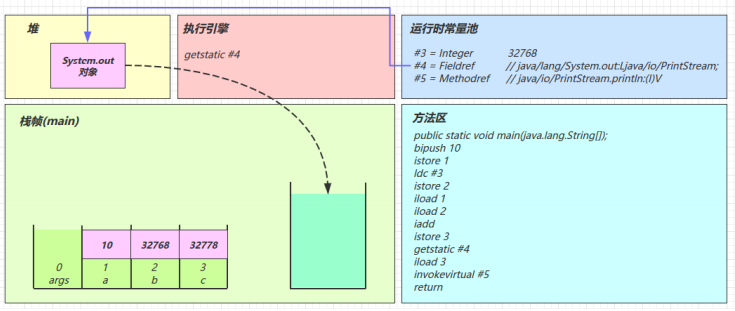 堆
System.out
对象
执行引擎
getstatic #4
运行时常量池
#3 = Integer 32768
#4 = Fieldref // java/lang/System.out:Ljava/io/PrintStream;
#5 = Methodref // java/io/PrintStream.println:(I)V
栈帧(main)
10 32768 32778
0 1 2 3
args a b c
方法区
public static void main(java.lang.String[]);
bipush 10
istore 1
ldc #3
istore 2
iload 1
iload 2
iadd
istore 3
getstatic #4
iload 3
invokevirtual #5
return